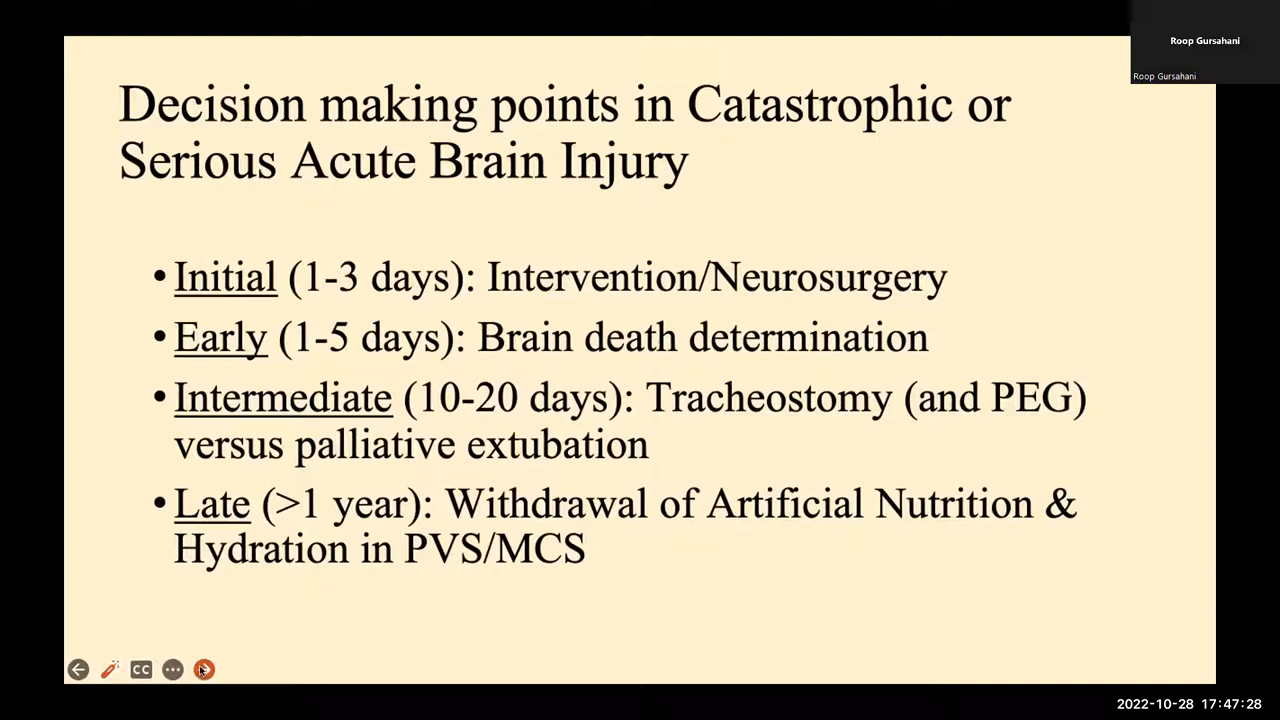 Roop Gursahani
Roop Gursahani
Decision making points in Catastrophic or
Serious Acute Brain Injury
•Initial (1-3 days): Intervention/Neurosurgery
•Early (1-5 days): Brain death determination
•Intermediate (10-20 days): Tracheostomy (and PEG)
versus palliative extubation
•Late (>1 year): Withdrawal of Artificial Nutrition &
Hydration in PVS/MCS
CC
2022-10-28 17:47:28